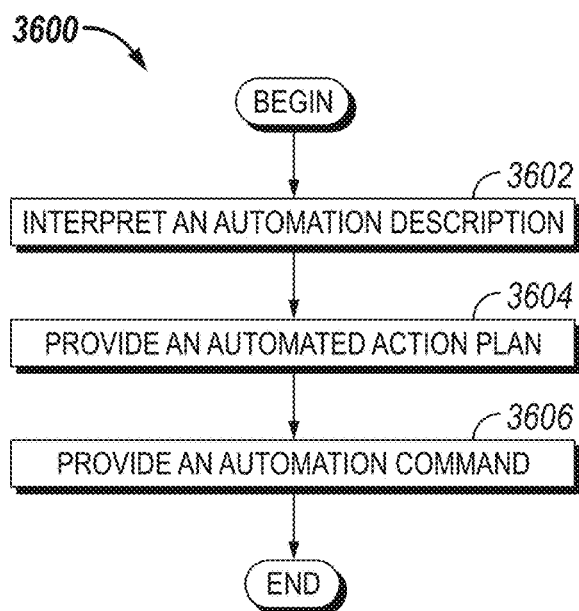 3600
BEGIN
3602
INTERPRET AN AUTOMATION DESCRIPTION
3604
PROVIDE AN AUTOMATED ACTION PLAN
3606
PROVIDE AN AUTOMATION COMMAND
END